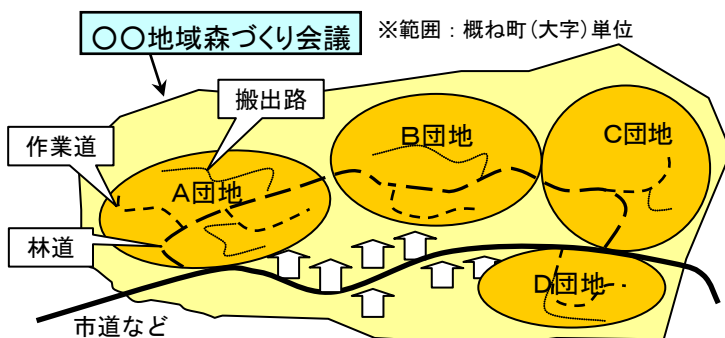 〇〇地域森づくり会議
※範囲：概ね町(大字)単位
搬出路
作業道
A団地
B団地
C団地
林道
D団地
市道など